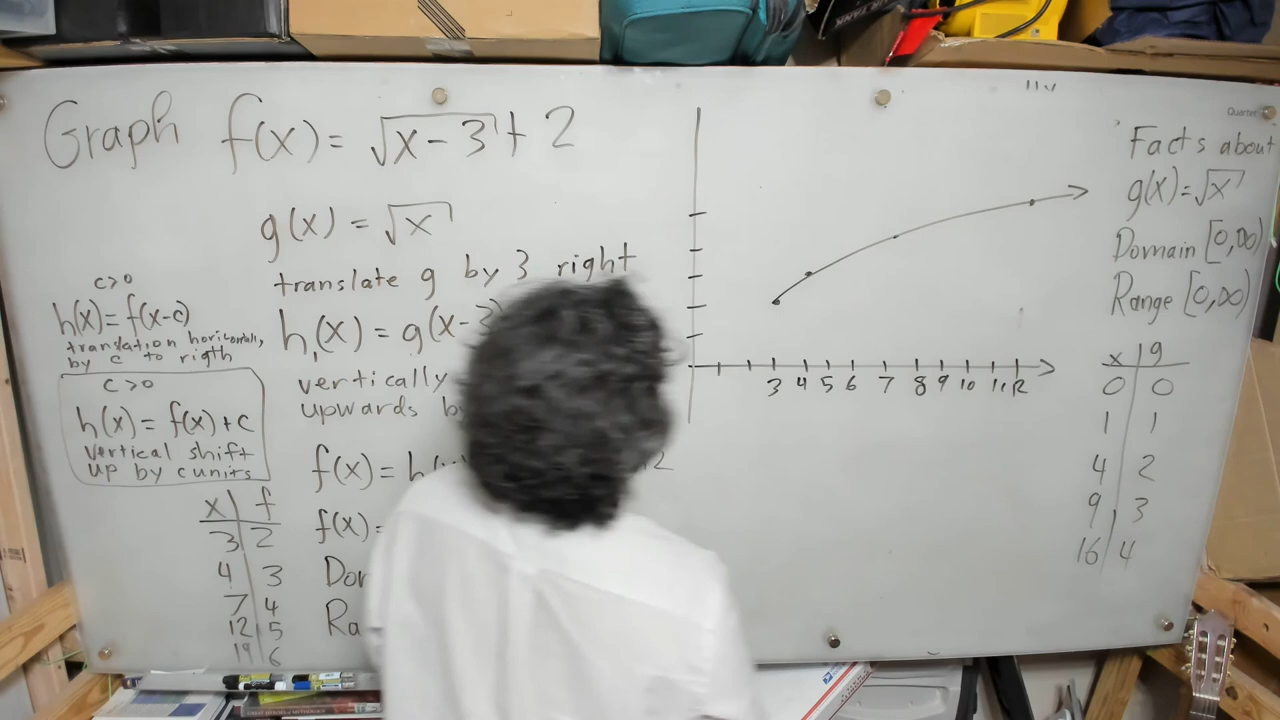 Graph f(x) = √x-3 + 2
g(x) = √x
translate g by 3 right
h(x) = g(x-3
vertically
upwards by
f(x) = h(x
f(x) =
2
c>0
h(x) = f(x-c)
translation horizontally,
by c to rigth
c>0
h(x) = f(x)+c
vertical shift
up by c units
x f
3 2
4 3
7 4
12 5
19 6
3 4 5 6 7 8 9 10 11 12
Quartet
Facts about
g(x)=√x
Domain [0,∞)
Range [0,∞)
x g
0 0
1 1
4 2
9 3
16 4